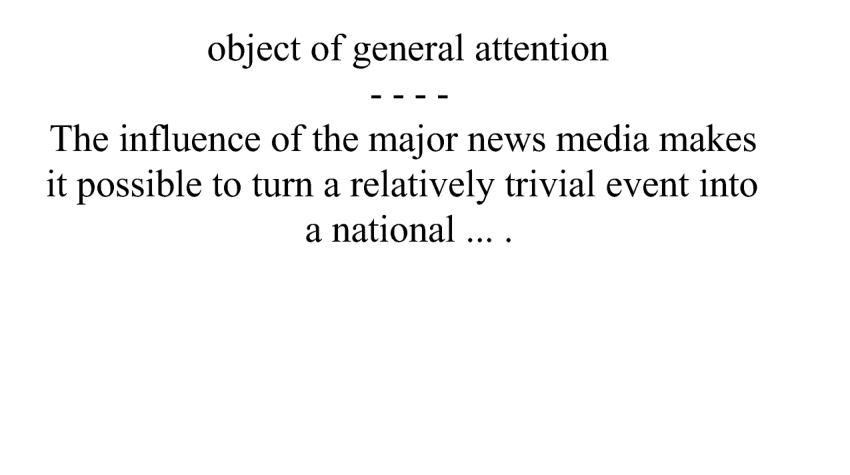 object of general attention
- - - -
The influence of the major news media makes
it possible to turn a relatively trivial event into
a national ... .